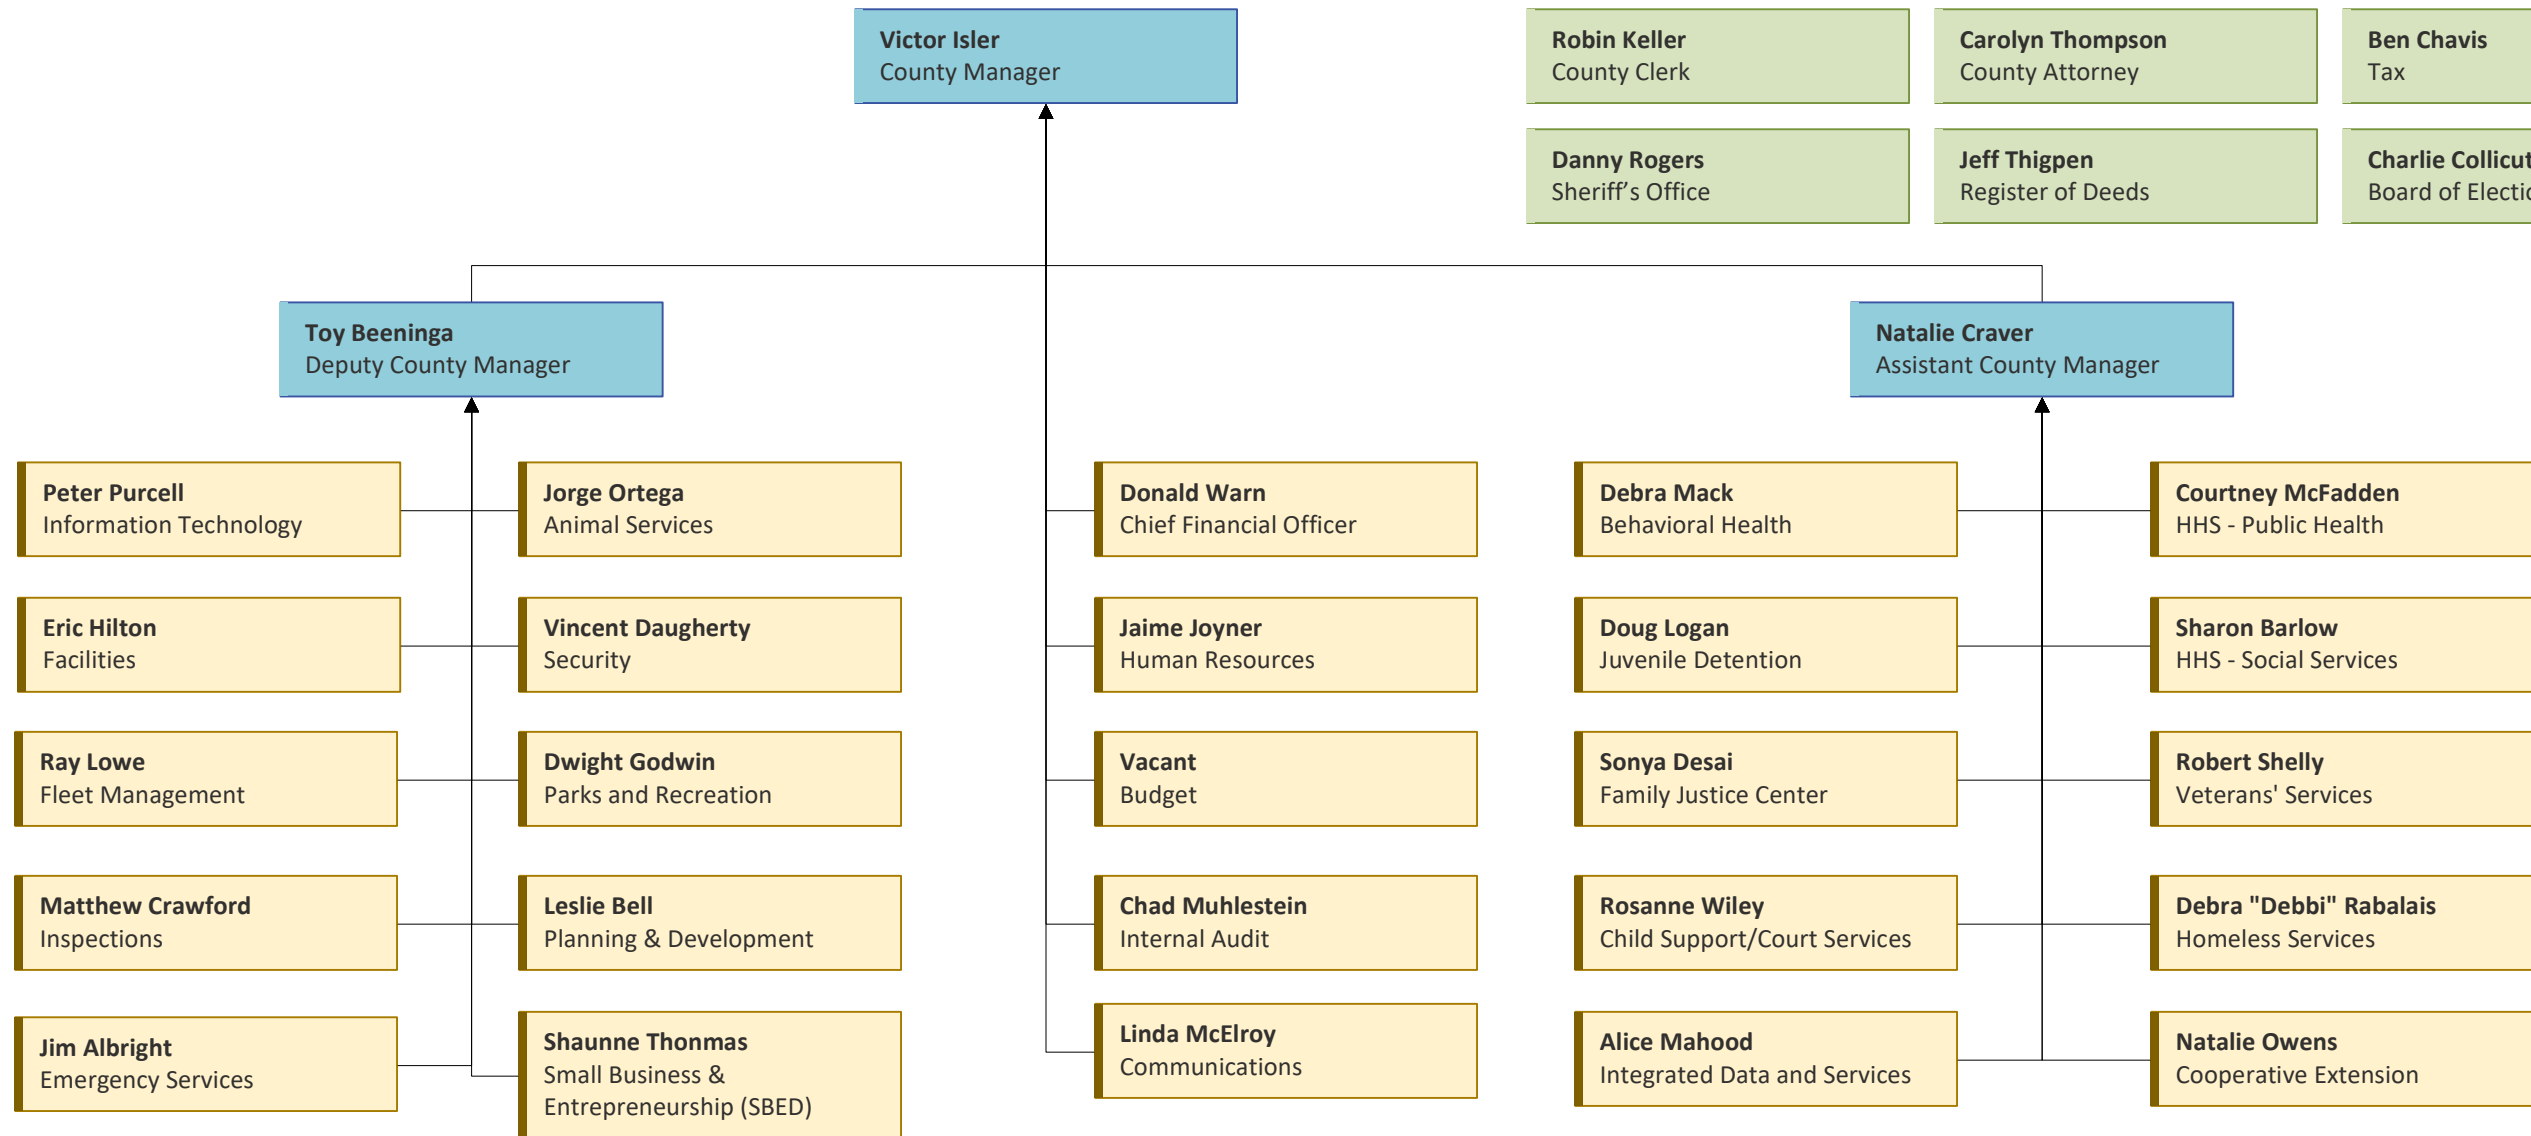 Victor Isler
County Manager
Robin Keller
County Clerk
Carolyn Thompson
County Attorney
Ben Chavis
Tax
Danny Rogers
Sheriff’s Office
Jeff Thigpen
Register of Deeds
Charlie
Board of
Toy Beeninga
Deputy County Manager
Natalie Craver
Assistant County Manager
Peter Purcell
Information Technology
Jorge Ortega
Animal Services
Eric Hilton
Facilities
Vincent Daugherty
Security
Ray Lowe
Fleet Management
Dwight Godwin
Parks and Recreation
Matthew Crawford
Inspections
Leslie Bell
Planning & Development
Jim Albright
Emergency Services
Shaunne Thonmas
Small Business &
Entrepreneurship (SBED)
Donald Warn
Chief Financial Officer
Jaime Joyner
Human Resources
Vacant
Budget
Chad Muhlestein
Internal Audit
Linda McElroy
Communications
Debra Mack
Behavioral Health
Courtney McFadden
HHS - Public Health
Doug Logan
Juvenile Detention
Sharon Barlow
HHS - Social Services
Sonya Desai
Family Justice Center
Robert Shelly
Veterans' Services
Rosanne Wiley
Child Support/Court Services
Debra "Debbi" Rabalais
Homeless Services
Alice Mahood
Integrated Data and Services
Natalie Owens
Cooperative Extension